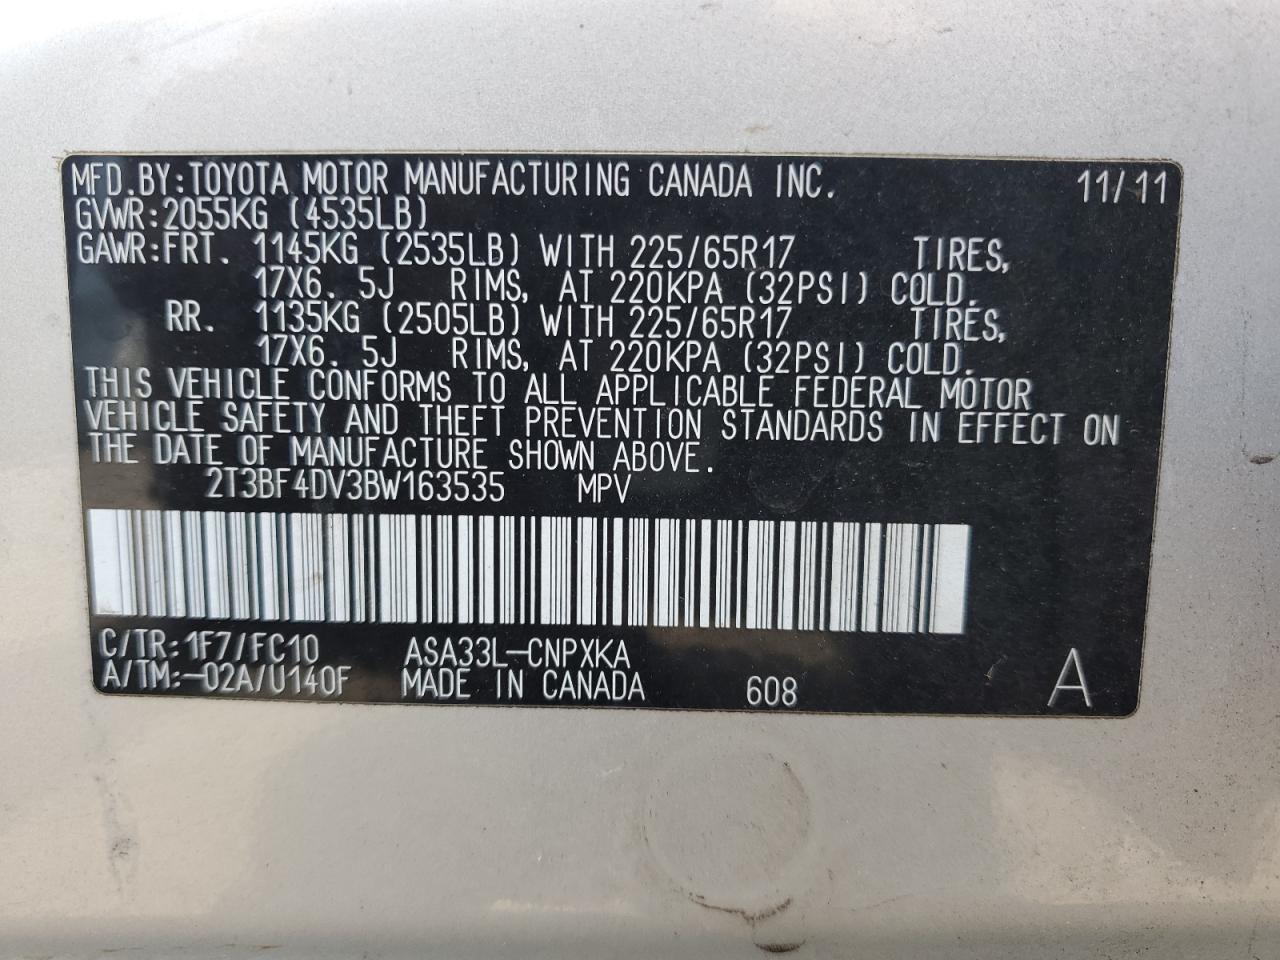 MFD.BY:TOYOTA MOTOR MANUFACTURING CANADA INC. 11/11
GVWR:2055KG (4535LB)
GAWR:FRT. 1145KG (2535LB) WITH 225/65R17 TIRES,
17X6. 5J RIMS, AT 220KPA (32PSI) COLD.
RR. 1135KG (2505LB) WITH 225/65R17 TIRES,
17X6. 5J RIMS, AT 220KPA (32PSI) COLD.
THIS VEHICLE CONFORMS TO ALL APPLICABLE FEDERAL MOTOR
VEHICLE SAFETY AND THEFT PREVENTION STANDARDS IN EFFECT ON
THE DATE OF MANUFACTURE SHOWN ABOVE.
2T3BF4DV3BW163535 MPV
C/TR:1F7/FC10 ASA33L-CNPXKA
A/TM:-02A/U140F MADE IN CANADA 608 A